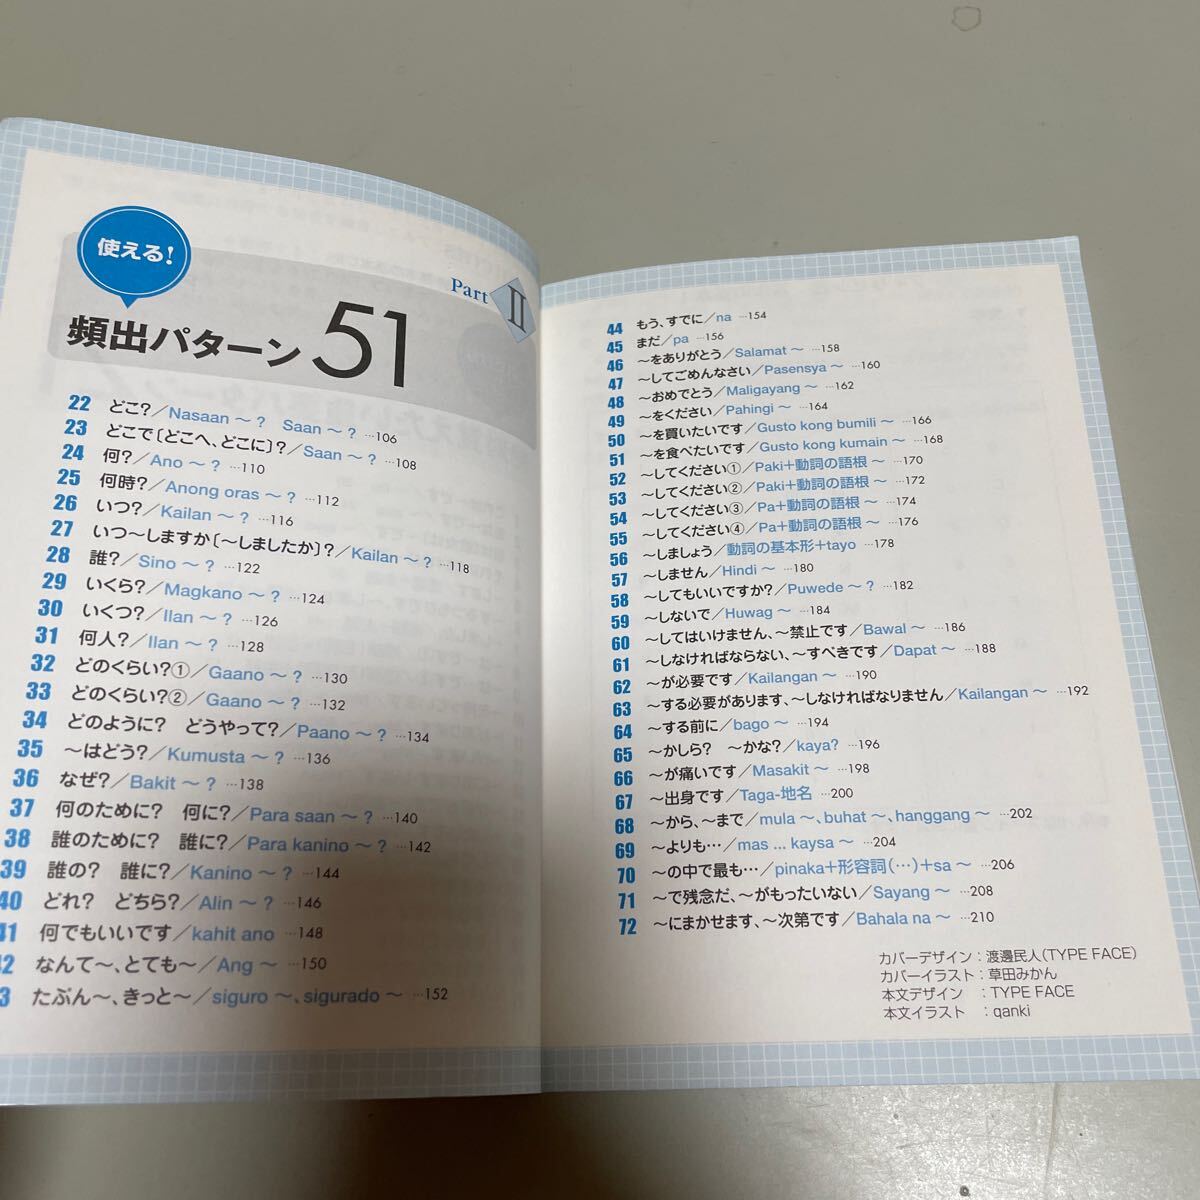 使える!
Part II
頻出パターン 51
22 どこ?／Nasaan ～ ? Saan ～ ? …106
23 どこで〔どこへ、どこに〕?／Saan ～ ? …108
24 何?／Ano ～ ? …110
25 何時?／Anong oras ～ ? …112
26 いつ?／Kailan ～ ? …116
27 いつ～しますか〔～しましたか〕?／Kailan ～ ? …118
28 誰?／Sino ～ ? …122
29 いくら?／Magkano ～ ? …124
30 いくつ?／Ilan ～ ? …126
31 何人?／Ilan ～ ? …128
32 どのくらい?①／Gaano ～ ? …130
33 どのくらい?②／Gaano ～ ? …132
34 どのように? どうやって?／Paano ～ ? …134
35 ～はどう?／Kumusta ～ ? …136
36 なぜ?／Bakit ～ ? …138
37 何のために? 何に?／Para saan ～ ? …140
38 誰のために? 誰に?／Para kanino ～ ? …142
39 誰の? 誰に?／Kanino ～ ? …144
40 どれ? どちら?／Alin ～ ? …146
41 何でもいいです／kahit ano …148
42 なんて～、とても～／Ang ～ …150
3 たぶん～、きっと～／siguro ～、sigurado ～ …152
44 もう、すでに／na …154
45 まだ／pa …156
46 ～をありがとう／Salamat ～ …158
47 ～してごめんなさい／Pasensya ～ …160
48 ～おめでとう／Maligayang ～ …162
49 ～をください／Pahingi ～ …164
50 ～を買いたいです／Gusto kong bumili ～ …166
51 ～を食べたいです／Gusto kong kumain ～ …168
52 ～してください①／Paki+動詞の語根 ～ …170
53 ～してください②／Paki+動詞の語根 ～ …172
54 ～してください③／Pa+動詞の語根 ～ …174
55 ～してください④／Pa+動詞の語根 ～ …176
56 ～しましょう／動詞の基本形+tayo …178
57 ～しません／Hindi ～ …180
58 ～してもいいですか?／Puwede ～ ? …182
59 ～しないで／Huwag ～ …184
60 ～してはいけません、～禁止です／Bawal ～ …186
61 ～しなければならない、～すべきです／Dapat ～ …188
62 ～が必要です／Kailangan ～ …190
63 ～する必要があります、～しなければなりません／Kailangan ～ …192
64 ～する前に／bago ～ …194
65 ～かしら? ～かな?／kaya? …196
66 ～が痛いです／Masakit ～ …198
67 ～出身です／Taga-地名 …200
68 ～から、～まで／mula ～、buhat ～、hanggang ～ …202
69 ～よりも…／mas ... kaysa ～ …204
70 ～の中で最も…／pinaka+形容詞(…)+sa ～ …206
71 ～で残念だ、～がもったいない／Sayang ～ …208
72 ～にまかせます、～次第です／Bahala na ～ …210
カバーデザイン：渡邊民人(TYPE FACE)
カバーイラスト：草田みかん
本文デザイン ：TYPE FACE
本文イラスト ：qanki